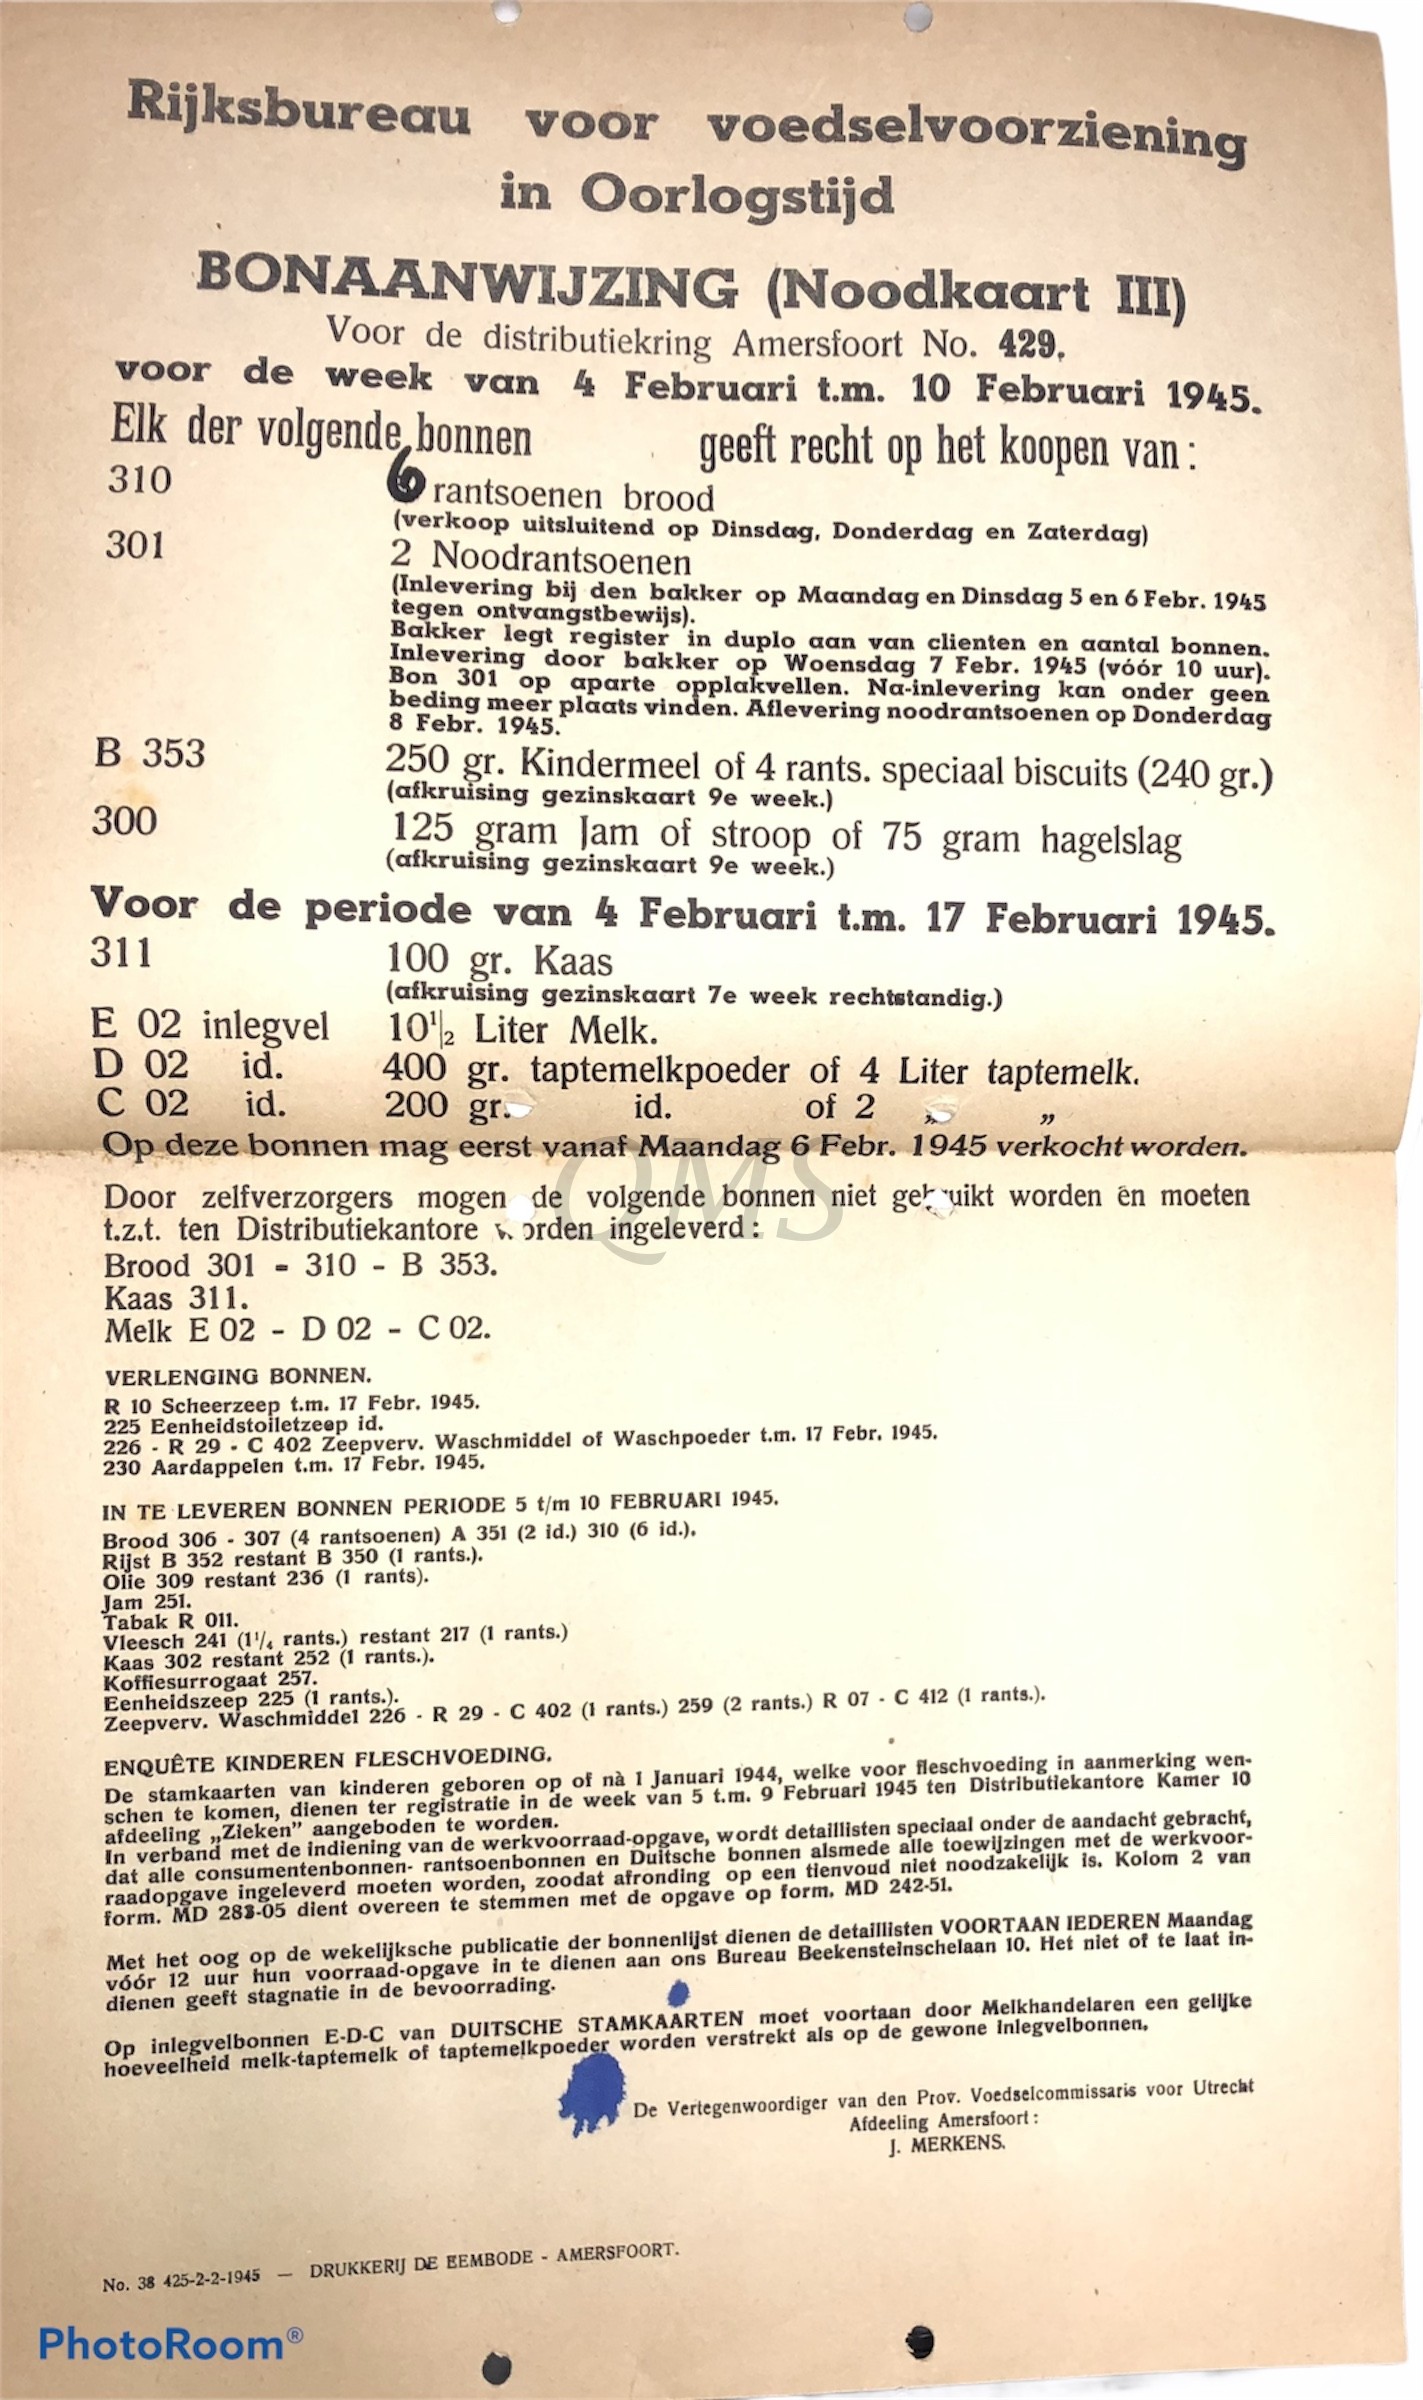 Rijksbureau voor voedselvoorziening
in Oorlogstijd
BONAANWIJZING (Noodkaart III)
Voor de distributiekring Amersfoort No. 429.
voor de week van 4 Februari t.m. 10 Februari 1945.
Elk der volgende bonnen geeft recht op het koopen van :
310 6 rantsoenen brood
(verkoop uitsluitend op Dinsdag, Donderdag en Zaterdag)
301 2 Noodrantsoenen
(Inlevering bij den bakker op Maandag en Dinsdag 5 en 6 Febr. 1945
tegen ontvangstbewijs).
Bakker legt register in duplo aan van clienten en aantal bonnen.
Inlevering door bakker op Woensdag 7 Febr. 1945 (vóór 10 uur).
Bon 301 op aparte opplakvellen. Na-inlevering kan onder geen
beding meer plaats vinden. Aflevering noodrantsoenen op Donderdag
8 Febr. 1945.
B 353 250 gr. Kindermeel of 4 rants. speciaal biscuits (240 gr.)
(afkruising gezinskaart 9e week.)
300 125 gram Jam of stroop of 75 gram hagelslag
(afkruising gezinskaart 9e week.)
Voor de periode van 4 Februari t.m. 17 Februari 1945.
311 100 gr. Kaas
(afkruising gezinskaart 7e week rechtstandig.)
E 02 inlegvel 10 1/2 Liter Melk.
D 02 id. 400 gr. taptemelkpoeder of 4 Liter taptemelk.
C 02 id. 200 gr. id. of 2 „ „
Op deze bonnen mag eerst vanaf Maandag 6 Febr. 1945 verkocht worden.
QMS
Door zelfverzorgers mogen de volgende bonnen niet gebruikt worden én moeten
t.z.t. ten Distributiekantore worden ingeleverd :
Brood 301 - 310 - B 353.
Kaas 311.
Melk E 02 - D 02 - C 02.
VERLENGING BONNEN.
R 10 Scheerzeep t.m. 17 Febr. 1945.
225 Eenheidstoiletzeep id.
226 - R 29 - C 402 Zeepverv. Waschmiddel of Waschpoeder t.m. 17 Febr. 1945.
230 Aardappelen t.m. 17 Febr. 1945.
IN TE LEVEREN BONNEN PERIODE 5 t/m 10 FEBRUARI 1945.
Brood 306 - 307 (4 rantsoenen) A 351 (2 id.) 310 (6 id.).
Rijst B 352 restant B 350 (1 rants.).
Olie 309 restant 236 (1 rants).
Jam 251.
Tabak R 011.
Vleesch 241 (1 1/4 rants.) restant 217 (1 rants.)
Kaas 302 restant 252 (1 rants.).
Koffiesurrogaat 257.
Eenheidszeep 225 (1 rants.).
Zeepverv. Waschmiddel 226 - R 29 - C 402 (1 rants.) 259 (2 rants.) R 07 - C 412 (1 rants.).
ENQUÊTE KINDEREN FLESCHVOEDING.
De stamkaarten van kinderen geboren op of nà 1 Januari 1944, welke voor fleschvoeding in aanmerking wen-
schen te komen, dienen ter registratie in de week van 5 t.m. 9 Februari 1945 ten Distributiekantore Kamer 10
afdeeling „Zieken” aangeboden te worden.
In verband met de indiening van de werkvoorraad-opgave, wordt detaillisten speciaal onder de aandacht gebracht,
dat alle consumentenbonnen- rantsoenbonnen en Duitsche bonnen alsmede alle toewijzingen met de werkvoor-
raadopgave ingeleverd moeten worden, zoodat afronding op een tienvoud niet noodzakelijk is. Kolom 2 van
form. MD 283-05 dient overeen te stemmen met de opgave op form. MD 242-51.
Met het oog op de wekelijksche publicatie der bonnenlijst dienen de detaillisten VOORTAAN IEDEREN Maandag
vóór 12 uur hun voorraad-opgave in te dienen aan ons Bureau Beekensteinschelaan 10. Het niet of te laat in-
dienen geeft stagnatie in de bevoorrading.
Op inlegvelbonnen E-D-C van DUITSCHE STAMKAARTEN moet voortaan door Melkhandelaren een gelijke
hoeveelheid melk-taptemelk of taptemelkpoeder worden verstrekt als op de gewone inlegvelbonnen.
De Vertegenwoordiger van den Prov. Voedselcommissaris voor Utrecht
Afdeeling Amersfoort :
J. MERKENS.
No. 38 425-2-2-1945 — DRUKKERIJ DE EEMBODE - AMERSFOORT.
PhotoRoom®